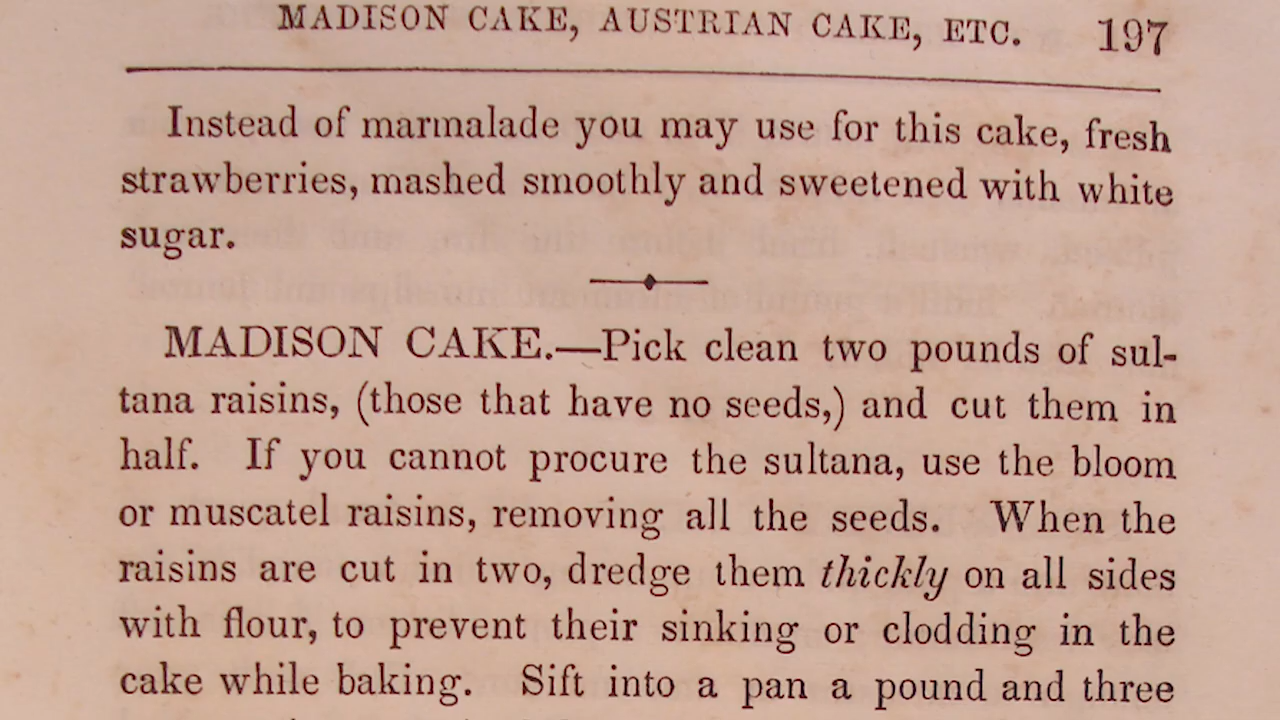 MADISON CAKE, AUSTRIAN CAKE, ETC. 197
Instead of marmalade you may use for this cake, fresh
strawberries, mashed smoothly and sweetened with white
sugar.
MADISON CAKE.—Pick clean two pounds of sul-
tana raisins, (those that have no seeds,) and cut them in
half. If you cannot procure the sultana, use the bloom
or muscatel raisins, removing all the seeds. When the
raisins are cut in two, dredge them thickly on all sides
with flour, to prevent their sinking or clodding in the
cake while baking. Sift into a pan a pound and three